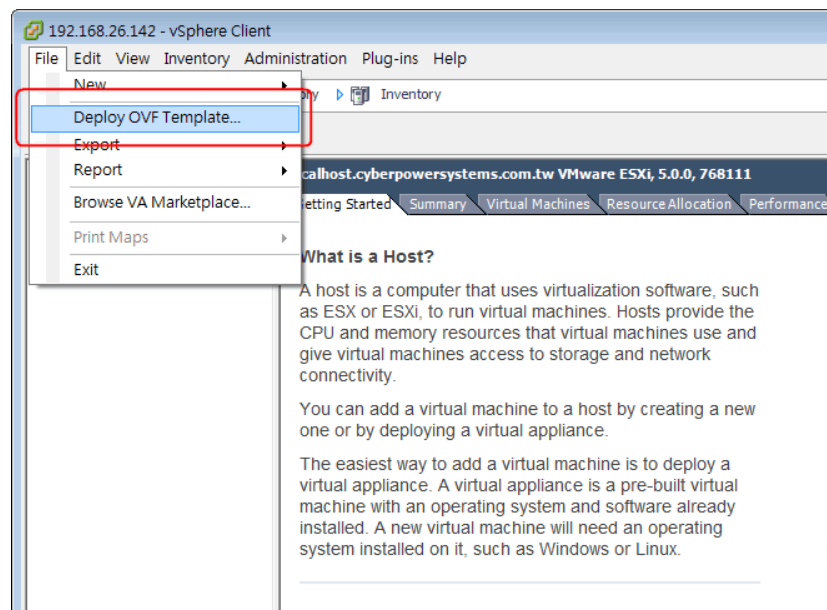 192.168.26.142 - vSphere Client
File Edit View Inventory Administration Plug-ins Help
New
Inventory
Deploy OVF Template...
Export
Report
calhost.cyberpowersystems.com.tw VMware ESXi, 5.0.0, 768111
Browse VA Marketplace...
etting Started Summary Virtual Machines Resource Allocation Performance
Print Maps
Exit
What is a Host?
A host is a computer that uses virtualization software, such
as ESX or ESXi, to run virtual machines. Hosts provide the
CPU and memory resources that virtual machines use and
give virtual machines access to storage and network
connectivity.
You can add a virtual machine to a host by creating a new
one or by deploying a virtual appliance.
The easiest way to add a virtual machine is to deploy a
virtual appliance. A virtual appliance is a pre-built virtual
machine with an operating system and software already
installed. A new virtual machine will need an operating
system installed on it, such as Windows or Linux.